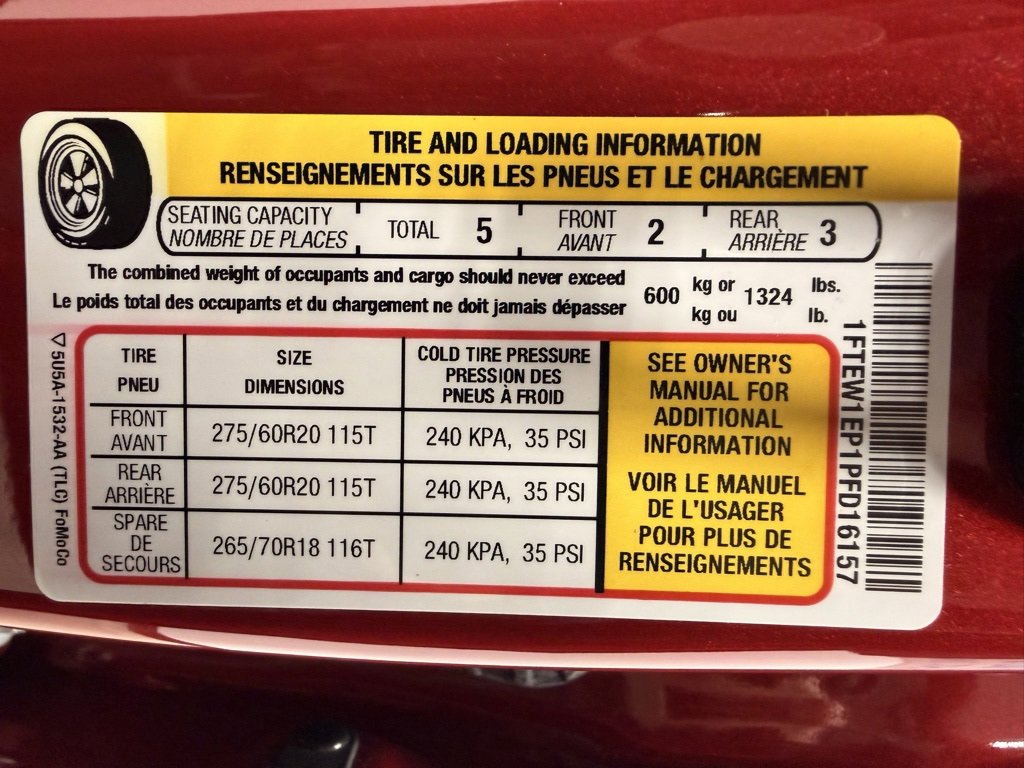 TIRE AND LOADING INFORMATION
RENSEIGNEMENTS SUR LES PNEUS ET LE CHARGEMENT
SEATING CAPACITY
NOMBRE DE PLACES
TOTAL 5
FRONT
AVANT
2
REAR
ARRIÈRE
3
The combined weight of occupants and cargo should never exceed
Le poids total des occupants et du chargement ne doit jamais dépasser
600
kg or
kg ou
1324
lbs.
lb.
TIRE
PNEU
SIZE
DIMENSIONS
COLD TIRE PRESSURE
PRESSION DES
PNEUS À FROID
FRONT
AVANT
275/60R20 115T
240 KPA, 35 PSI
REAR
ARRIÈRE
275/60R20 115T
240 KPA, 35 PSI
SPARE
DE
SECOURS
265/70R18 116T
240 KPA, 35 PSI
SEE OWNER'S
MANUAL FOR
ADDITIONAL
INFORMATION
VOIR LE MANUEL
DE L'USAGER
POUR PLUS DE
RENSEIGNEMENTS
1FTEW1EP1PFD16157
▽ 5U5A-1532-AA (TLC) FoMoCo